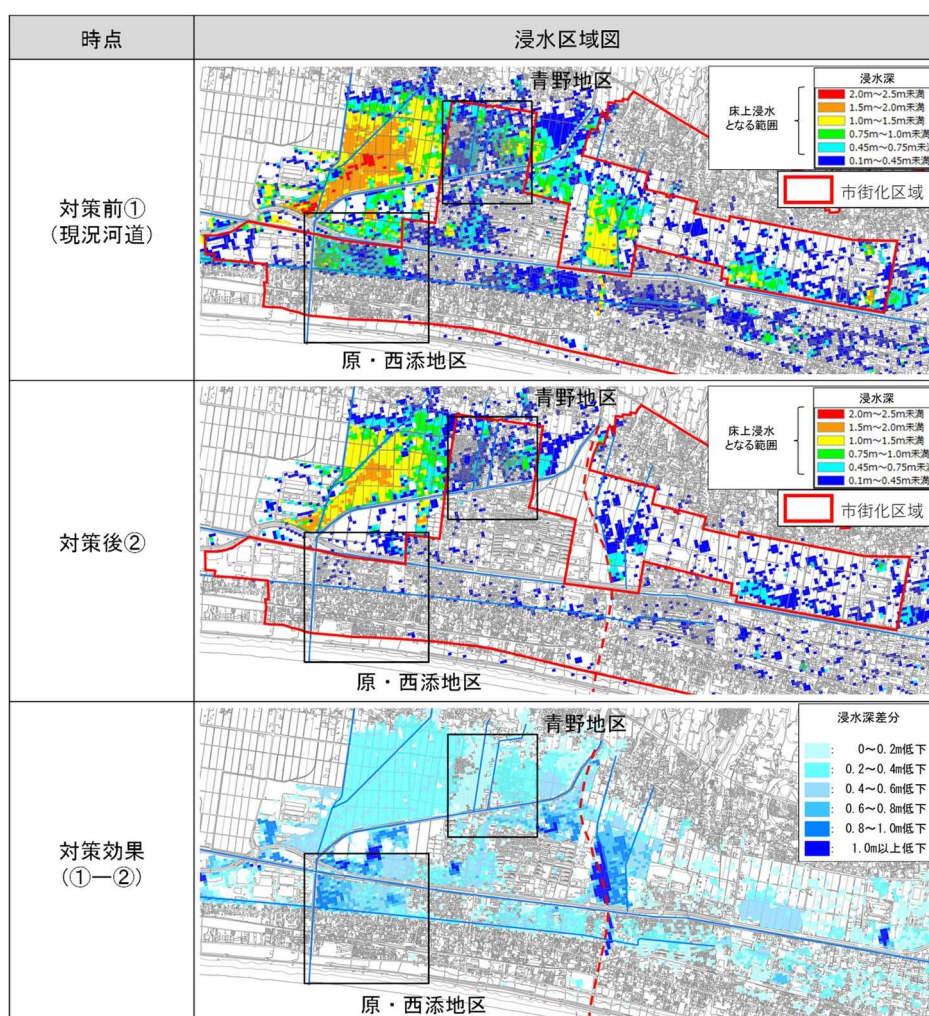 時点
浸水区域図
対策前①
(現況河道)
青野地区
原・西添地区
床上浸水
となる範囲
浸水深
2.0m～2.5m未満
1.5m～2.0m未満
1.0m～1.5m未満
0.75m～1.0m未満
0.45m～0.75m未満
0.1m～0.45m未満
市街化区域
対策後②
青野地区
原・西添地区
床上浸水
となる範囲
浸水深
2.0m～2.5m未満
1.5m～2.0m未満
1.0m～1.5m未満
0.75m～1.0m未満
0.45m～0.75m未満
0.1m～0.45m未満
市街化区域
対策効果
(①―②)
青野地区
原・西添地区
浸水深差分
: 0～0.2m低下
: 0.2～0.4m低下
: 0.4～0.6m低下
: 0.6～0.8m低下
: 0.8～1.0m低下
: 1.0m以上低下